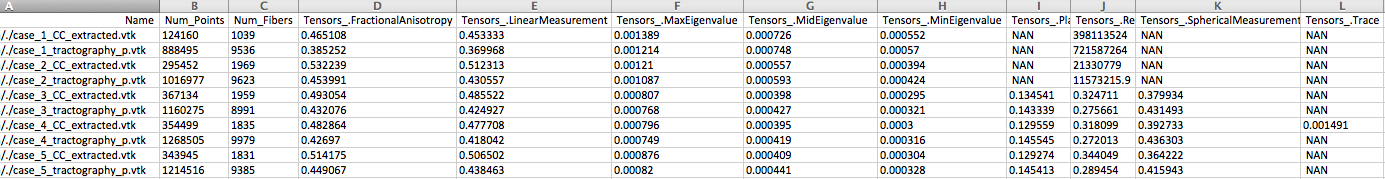 A B C D E F G H I J K L
Name Num_Points Num_Fibers Tensors_.FractionalAnisotropy Tensors_.LinearMeasurement Tensors_.MaxEigenvalue Tensors_.MidEigenvalue Tensors_.MinEigenvalue Tensors_.Pla Tensors_.Re Tensors_.SphericalMeasurement Tensors_.Trace
/./case_1_CC_extracted.vtk 124160 1039 0.465108 0.453333 0.001389 0.000726 0.000552 NAN 398113524 NAN NAN
/./case_1_tractography_p.vtk 888495 9536 0.385252 0.369968 0.001214 0.000748 0.00057 NAN 721587264 NAN NAN
/./case_2_CC_extracted.vtk 295452 1969 0.532239 0.512313 0.00121 0.000557 0.000394 NAN 21330779 NAN NAN
/./case_2_tractography_p.vtk 1016977 9623 0.453991 0.430557 0.001087 0.000593 0.000424 NAN 11573215.9 NAN NAN
/./case_3_CC_extracted.vtk 367134 1959 0.493054 0.485522 0.000807 0.000398 0.000295 0.134541 0.324711 0.379934 NAN
/./case_3_tractography_p.vtk 1160275 8991 0.432076 0.424927 0.000768 0.000427 0.000321 0.143339 0.275661 0.431493 NAN
/./case_4_CC_extracted.vtk 354499 1835 0.482864 0.477708 0.000796 0.000395 0.0003 0.129559 0.318099 0.392733 0.001491
/./case_4_tractography_p.vtk 1268505 9979 0.42697 0.418042 0.000749 0.000419 0.000316 0.145545 0.272013 0.436303 NAN
/./case_5_CC_extracted.vtk 343945 1831 0.514175 0.506502 0.000876 0.000409 0.000304 0.129274 0.344049 0.364222 NAN
/./case_5_tractography_p.vtk 1214516 9385 0.449067 0.438463 0.00082 0.000441 0.000328 0.145413 0.289454 0.415943 NAN